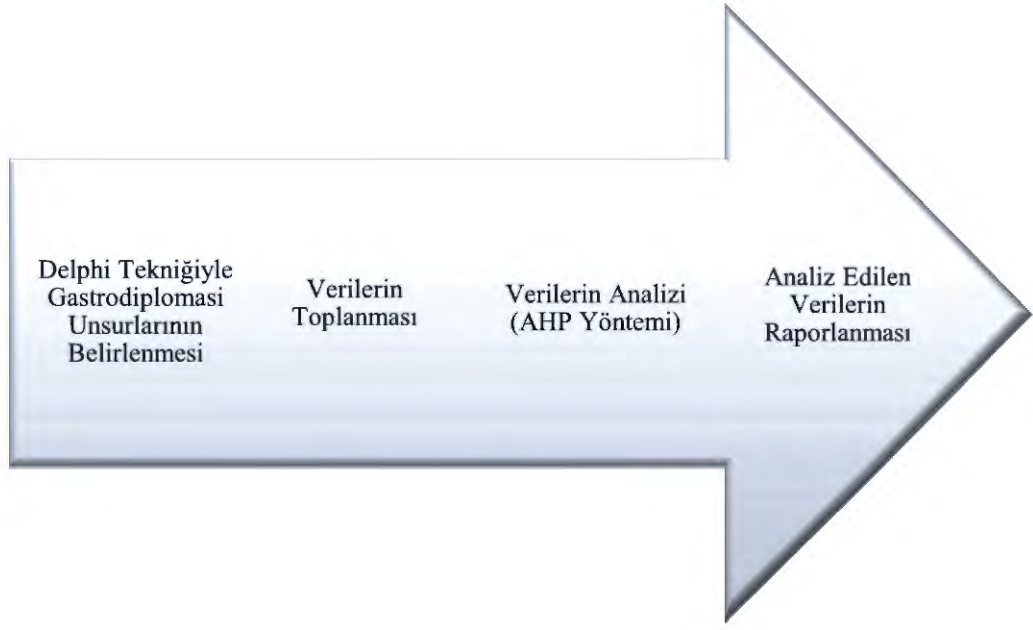 Delphi Tekniğiyle
Gastrodiplomasi
Unsurlarının
Belirlenmesi
Verilerin
Toplanması
Verilerin Analizi
(AHP Yöntemi)
Analiz Edilen
Verilerin
Raporlanması